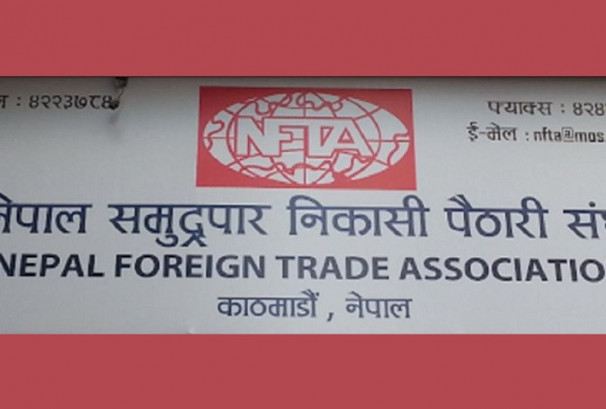 न : ४२२३७८४
फ्याक्स : ४२४
ई-मेल : nfta@mos
NFTA
नेपाल समुद्रपार निकासी पैठारी सं
NEPAL FOREIGN TRADE ASSOCIATIO
काठमाडौं , नेपाल